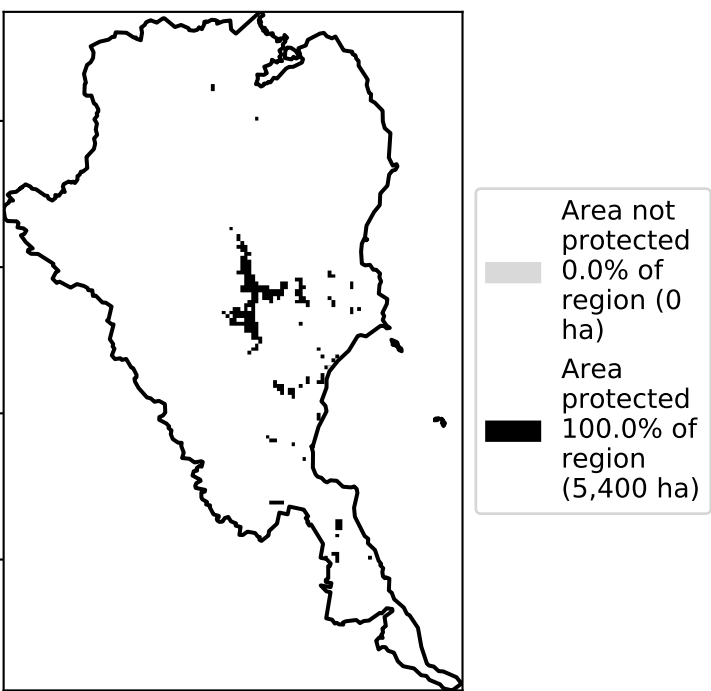 Area not
protected
0.0% of
region (0
ha)
Area
protected
100.0% of
region
(5,400 ha)